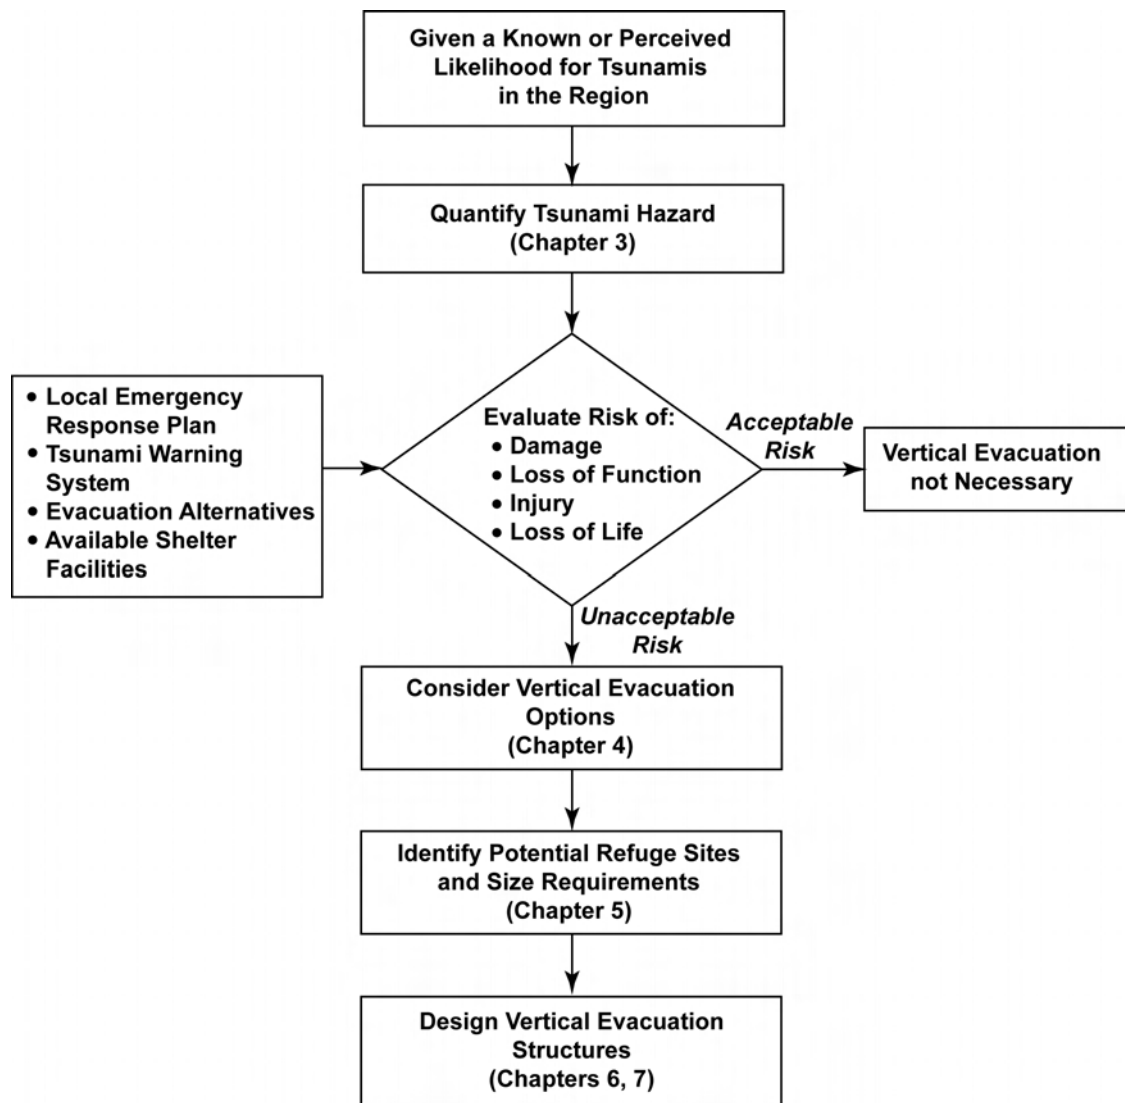 Given a Known or Perceived
Likelihood for Tsunamis
in the Region
Quantify Tsunami Hazard
(Chapter 3)
• Local Emergency
Response Plan
• Tsunami Warning
System
• Evacuation Alternatives
• Available Shelter
Facilities
Evaluate Risk of:
• Damage
• Loss of Function
• Injury
• Loss of Life
Acceptable
Risk
Vertical Evacuation
not Necessary
Unacceptable
Risk
Consider Vertical Evacuation
Options
(Chapter 4)
Identify Potential Refuge Sites
and Size Requirements
(Chapter 5)
Design Vertical Evacuation
Structures
(Chapters 6, 7)